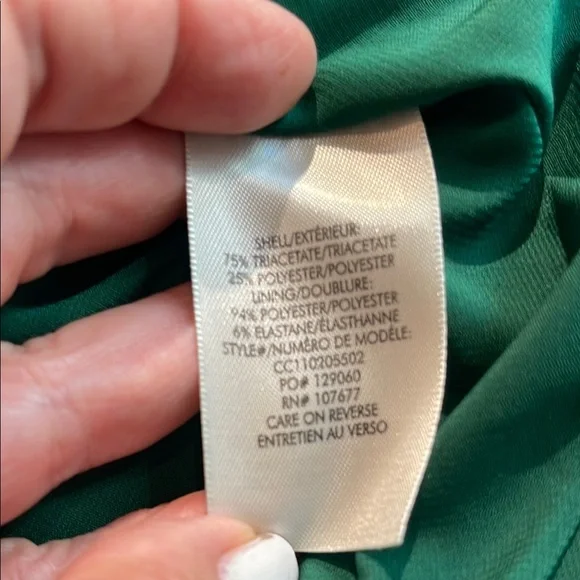 SHELL/EXTÉRIEUR:
75% TRIACETATE/TRIACETATE
25% POLYESTER/POLYESTER
LINING/DOUBLURE:
94% POLYESTER/POLYESTER
6% ELASTANE/ÉLASTHANNE
STYLE#/NUMÉRO DE MODÈLE:
CC110205502
PO# 129060
RN# 107677
CARE ON REVERSE
ENTRETIEN AU VERSO